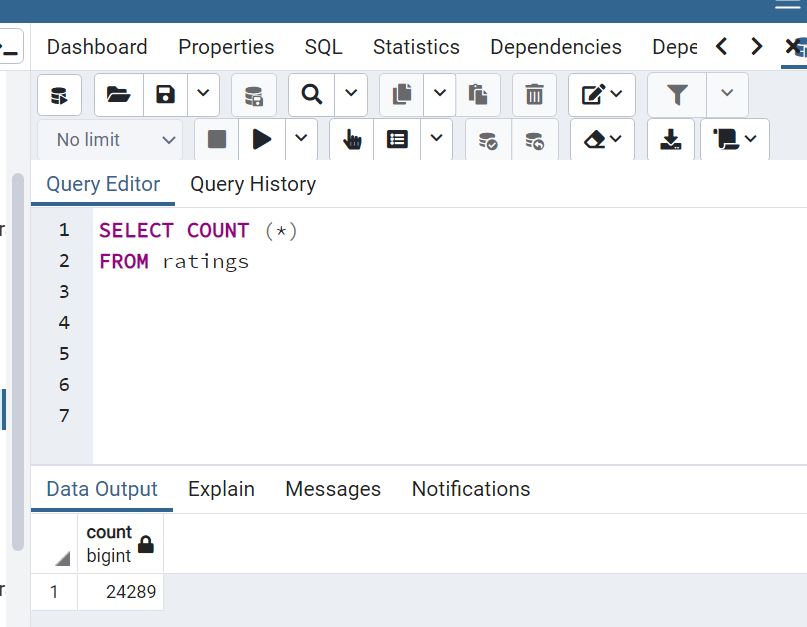 Dashboard Properties SQL Statistics Dependencies Depe
No limit
Query Editor Query History
1 SELECT COUNT (*)
2 FROM ratings
3
4
5
6
7
Data Output Explain Messages Notifications
count
bigint
1 24289